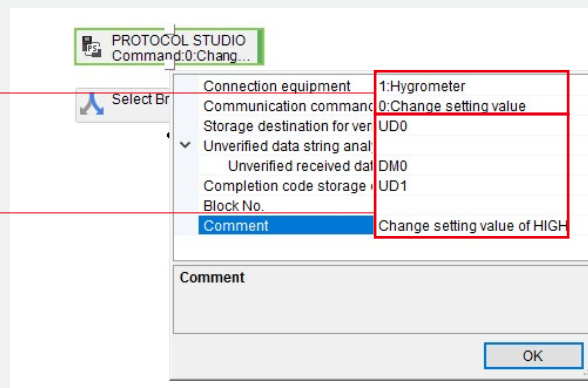 PROTOCOL STUDIO
Command:0:Chang...
Select Br
Connection equipment 1:Hygrometer
Communication command 0:Change setting value
Storage destination for ver UD0
Unverified data string anal
Unverified received dat DM0
Completion code storage UD1
Block No.
Comment Change setting value of HIGH
Comment
OK